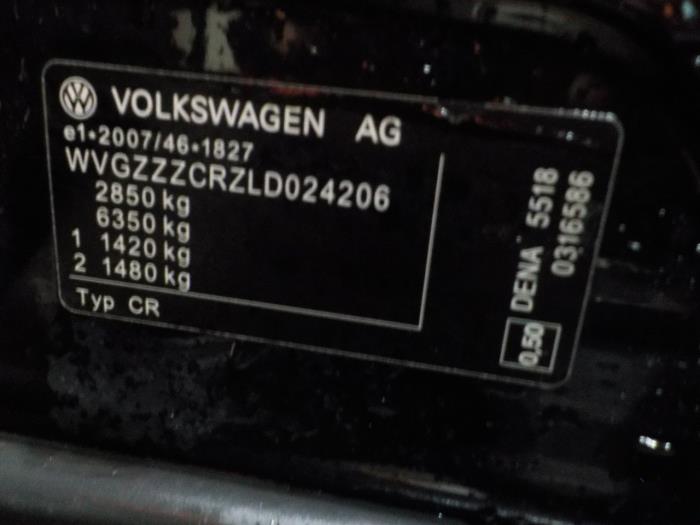 VOLKSWAGEN AG
e1*2007/46*1827
WVGZZZCRZLD024206
2850 kg
6350 kg
1 1420 kg
2 1480 kg
Typ CR
0,50 DENA 5518
0316586